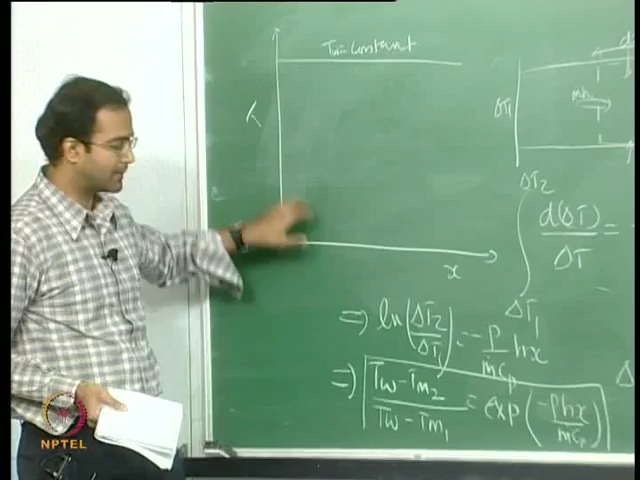 Tw=constant
T
x
ΔT1
ΔT2
d(ΔT)/ΔT = -
ΔT1
⇒ ln(ΔT2/ΔT1) = -P/ṁcp hx
⇒ Tw-Tm2/Tw-Tm1 = exp(-Phx/ṁcp)
NPTEL